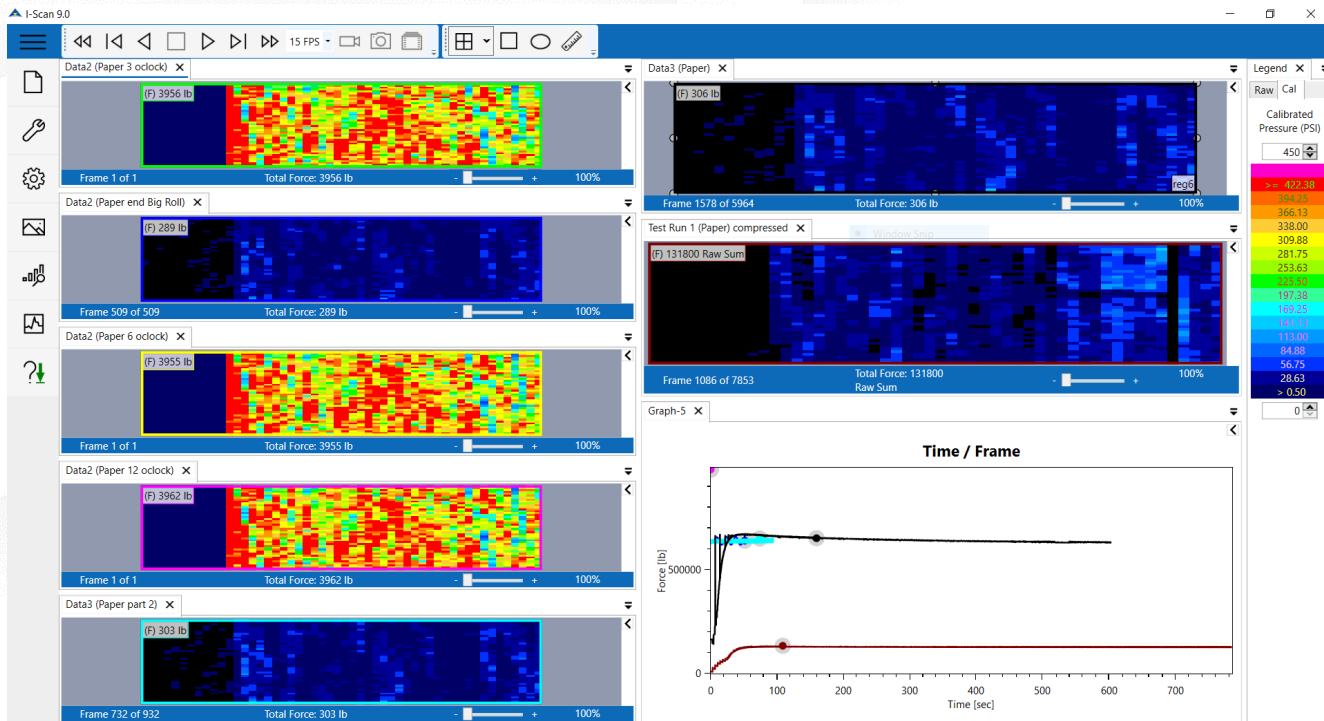 I-Scan 9.0
15 FPS
Data2 (Paper 3 oclock)
(F) 3956 lb
Frame 1 of 1 Total Force: 3956 lb - + 100%
Data2 (Paper end Big Roll)
(F) 289 lb
Frame 509 of 509 Total Force: 289 lb - + 100%
Data2 (Paper 6 oclock)
(F) 3955 lb
Frame 1 of 1 Total Force: 3955 lb - + 100%
Data2 (Paper 12 oclock)
(F) 3962 lb
Frame 1 of 1 Total Force: 3962 lb - + 100%
Data3 (Paper part 2)
(F) 303 lb
Frame 732 of 932 Total Force: 303 lb - + 100%
Data3 (Paper)
(F) 306 lb
reg6
Frame 1578 of 5964 Total Force: 306 lb - + 100%
Test Run 1 (Paper) compressed
Window Snip
(F) 131800 Raw Sum
Frame 1086 of 7853 Total Force: 131800 - + 100%
Raw Sum
Graph-5
Time / Frame
Force [lb]
500000
0
0 100 200 300 400 500 600 700
Time [sec]
Legend
Raw Cal
Calibrated
Pressure (PSI)
450
>= 422.38
394.25
366.13
338.00
309.88
281.75
253.63
225.50
197.38
169.25
141.13
113.00
84.88
56.75
28.63
> 0.50
0